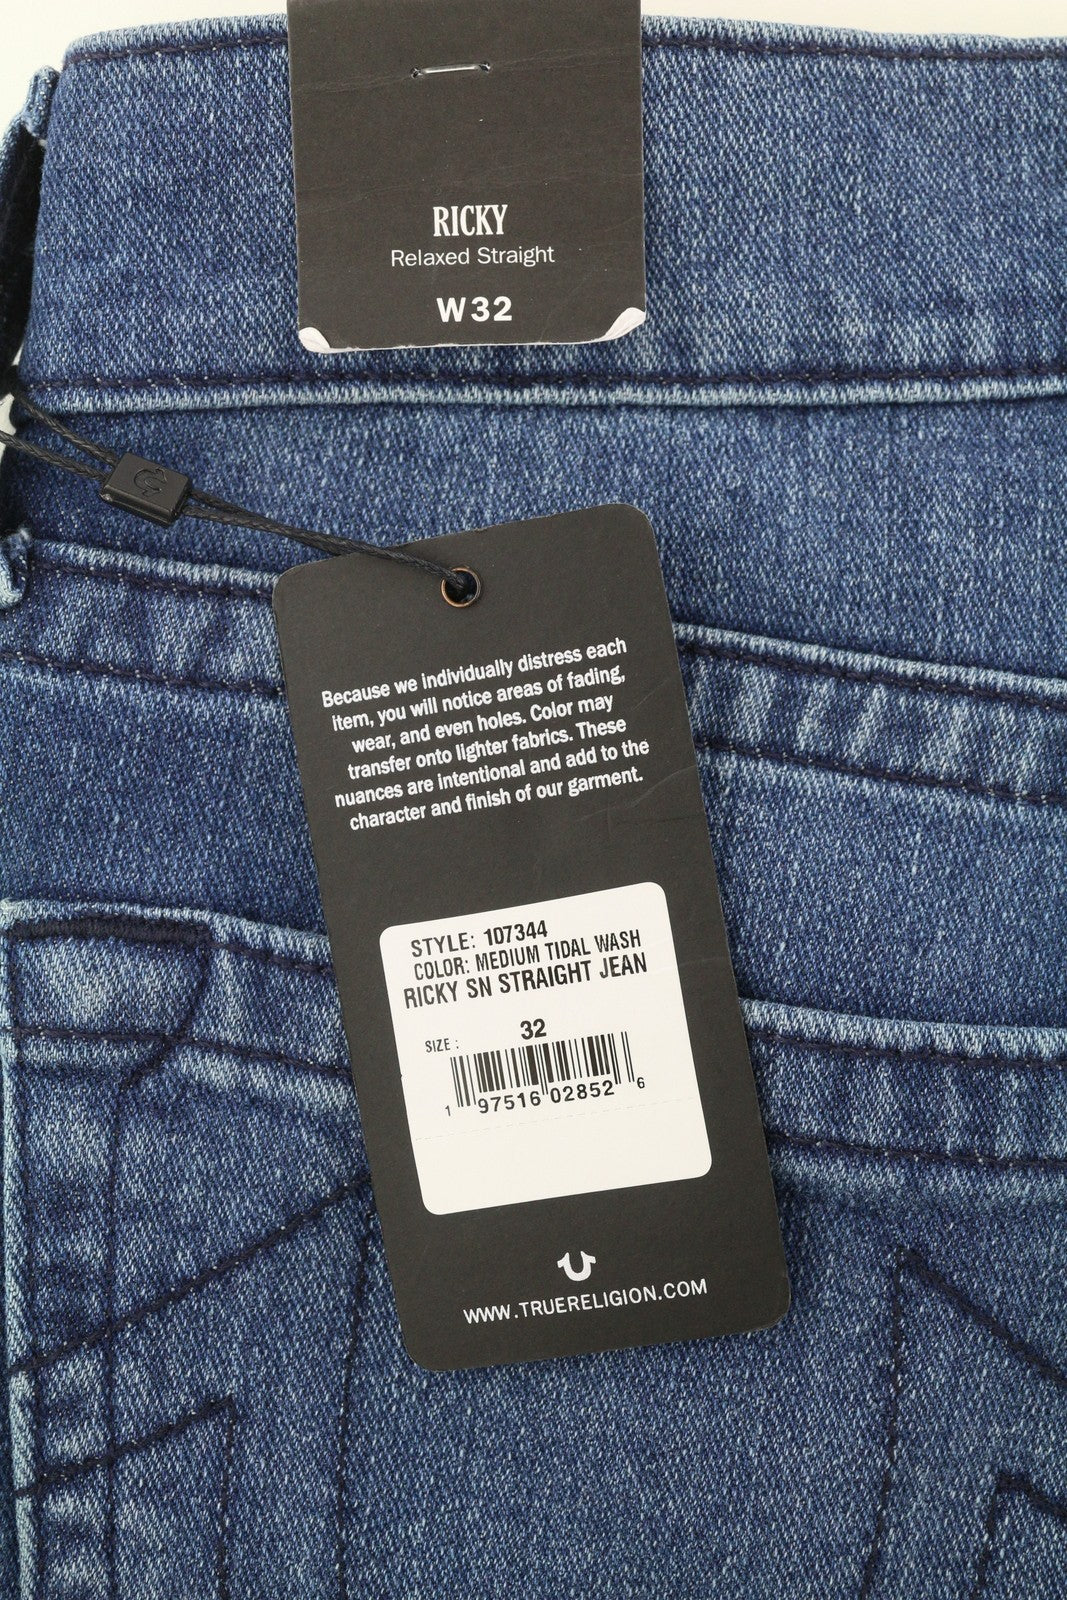 RICKY
Relaxed Straight
W32
Because we individually distress each
item, you will notice areas of fading,
wear, and even holes. Color may
transfer onto lighter fabrics. These
nuances are intentional and add to the
character and finish of our garment.
STYLE: 107344
COLOR: MEDIUM TIDAL WASH
RICKY SN STRAIGHT JEAN
SIZE : 32
1 97516 02852 6
WWW.TRUERELIGION.COM